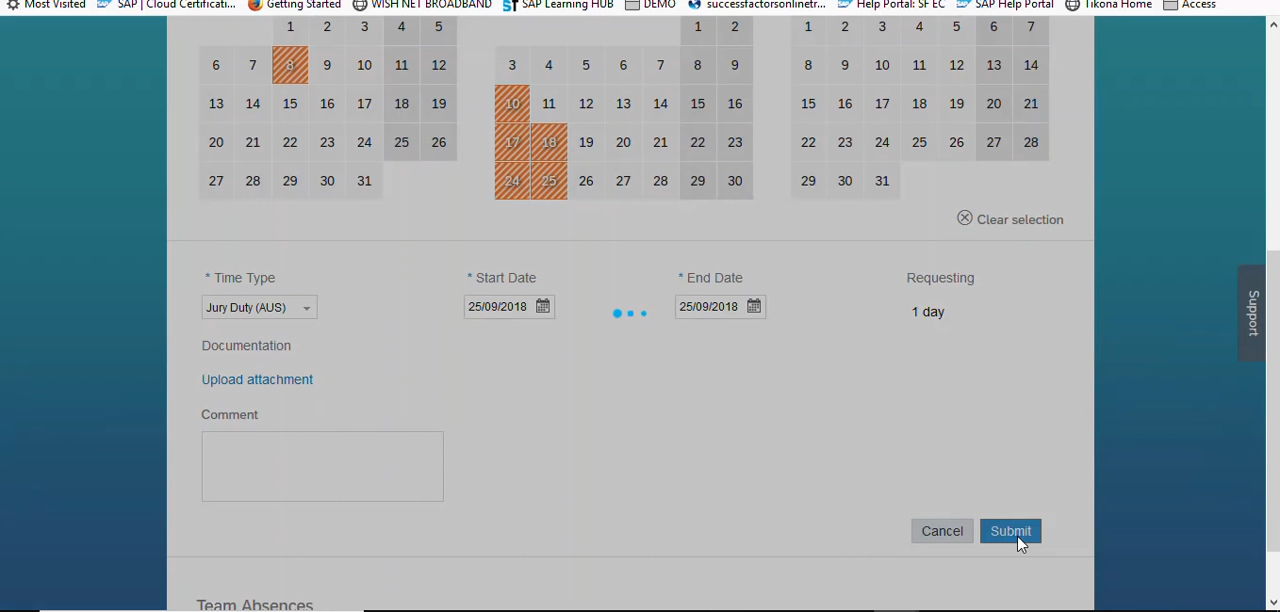 Most Visited SAP | Cloud Certificati... Getting Started WISH NET BROADBAND SAP Learning HUB DEMO successfactorsonlinetr... Help Portal: SF EC SAP Help Portal Tikona Home Access
1 2 3 4 5 1 2 1 2 3 4 5 6 7
6 7 8 9 10 11 12 3 4 5 6 7 8 9 8 9 10 11 12 13 14
13 14 15 16 17 18 19 10 11 12 13 14 15 16 15 16 17 18 19 20 21
20 21 22 23 24 25 26 17 18 19 20 21 22 23 22 23 24 25 26 27 28
27 28 29 30 31 24 25 26 27 28 29 30 29 30 31
Clear selection
* Time Type * Start Date * End Date Requesting
Jury Duty (AUS) 25/09/2018 25/09/2018 1 day
Support
Documentation
Upload attachment
Comment
Cancel Submit
Team Absences